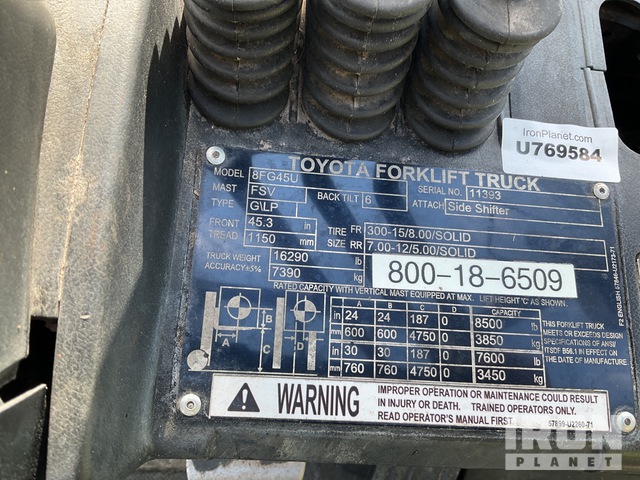 IronPlanet.com
U769584
TOYOTA FORKLIFT TRUCK
MODEL 8FG45U SERIAL NO. 11393
MAST FSV BACK TILT 6 ATTACH Side Shifter
TYPE G\LP
FRONT 45.3 in TIRE FR 300-15/8.00/SOLID
TREAD 1150 mm SIZE RR 7.00-12/5.00/SOLID
TRUCK WEIGHT 16290 lb
ACCURACY±5% 7390 kg
800-18-6509
RATED CAPACITY WITH VERTICAL MAST EQUIPPED AT MAX. LIFT HEIGHT 'C' AS SHOWN.
A B C D CAPACITY
in 24 24 187 0 8500 lb
mm 600 600 4750 0 3850 kg
in 30 30 187 0 7600 lb
mm 760 760 4750 0 3450 kg
A B C D
THIS FORKLIFT TRUCK
MEETS OR EXCEEDS DESIGN
SPECIFICATIONS OF ANSI/
ITSDF B56.1 IN EFFECT ON
THE DATE OF MANUFACTURE.
F2 ENGLISH
WARNING
IMPROPER OPERATION OR MAINTENANCE COULD RESULT
IN INJURY OR DEATH. TRAINED OPERATORS ONLY.
READ OPERATOR'S MANUAL FIRST.
57899-U2360-71
IRON
PLANET